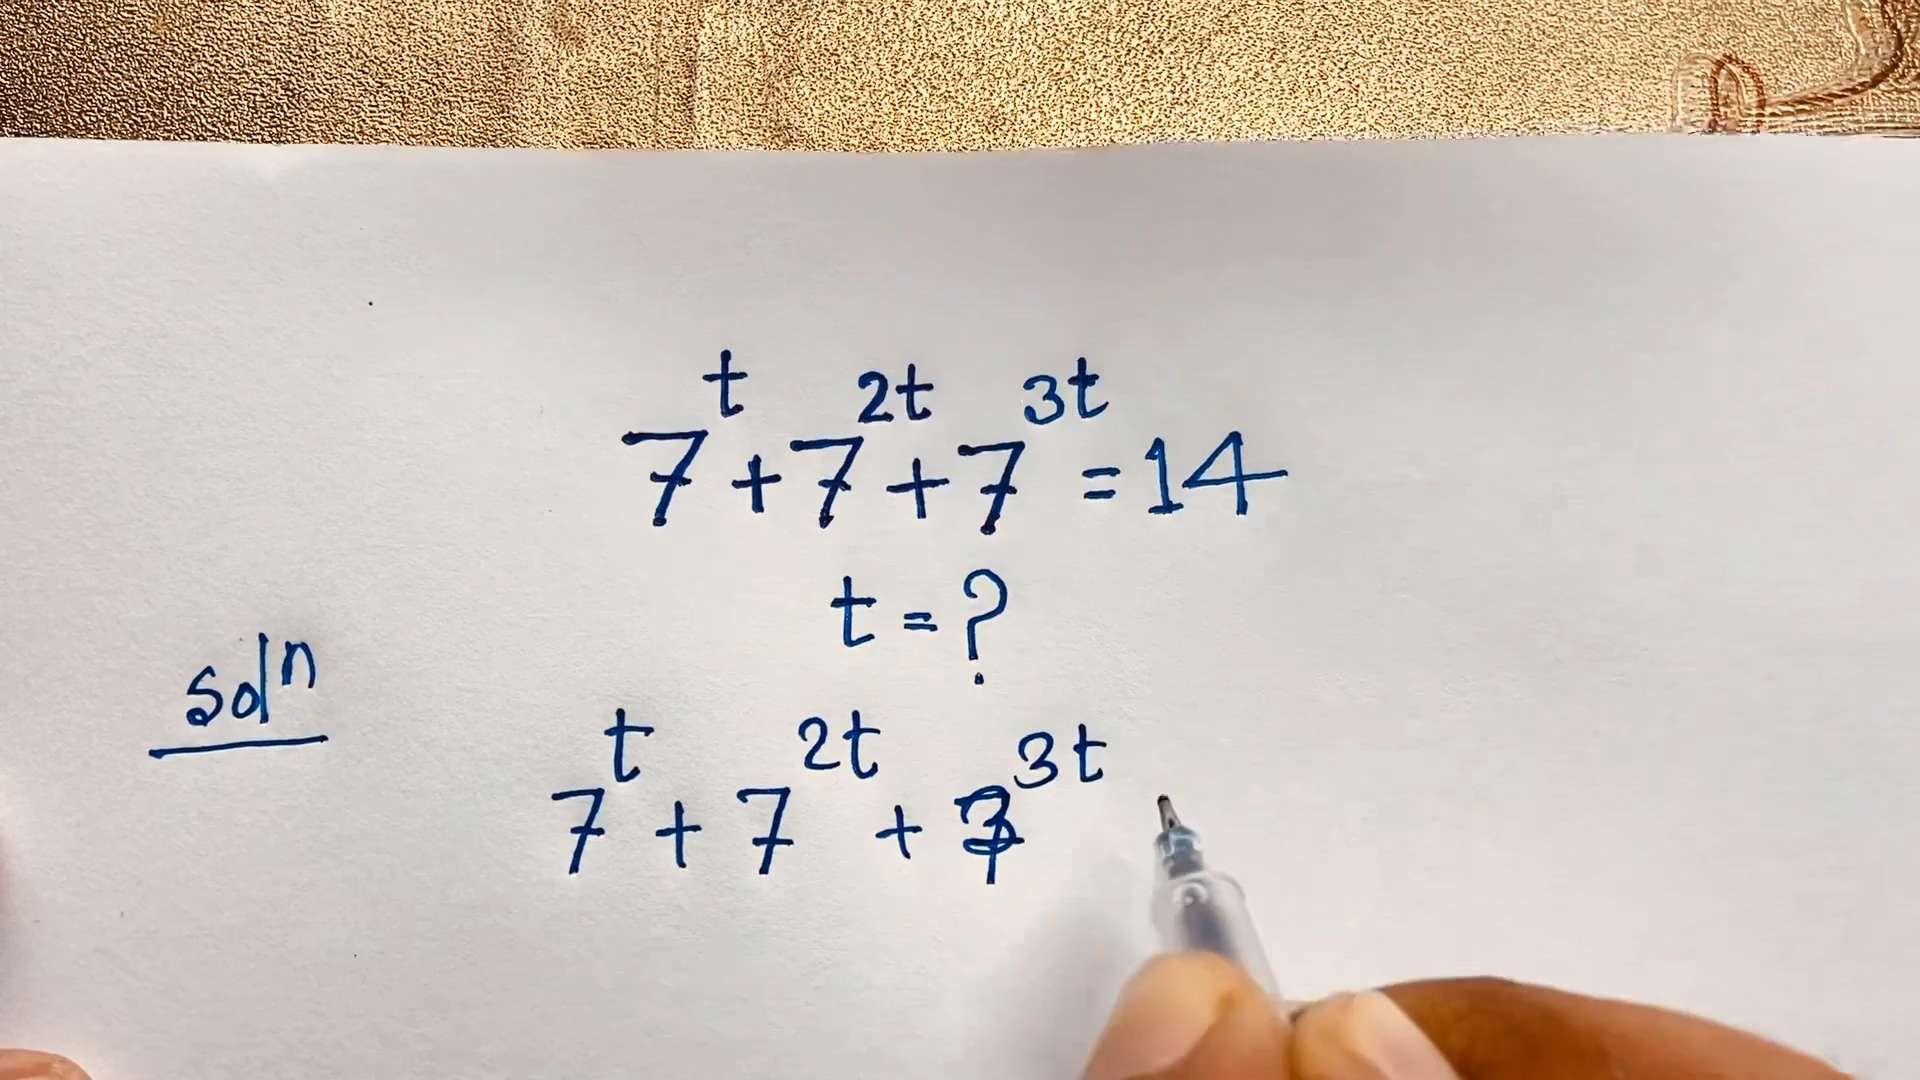 7^t + 7^2t + 7^3t = 14
t = ?
solⁿ
7^t + 7^2t + 7^3t